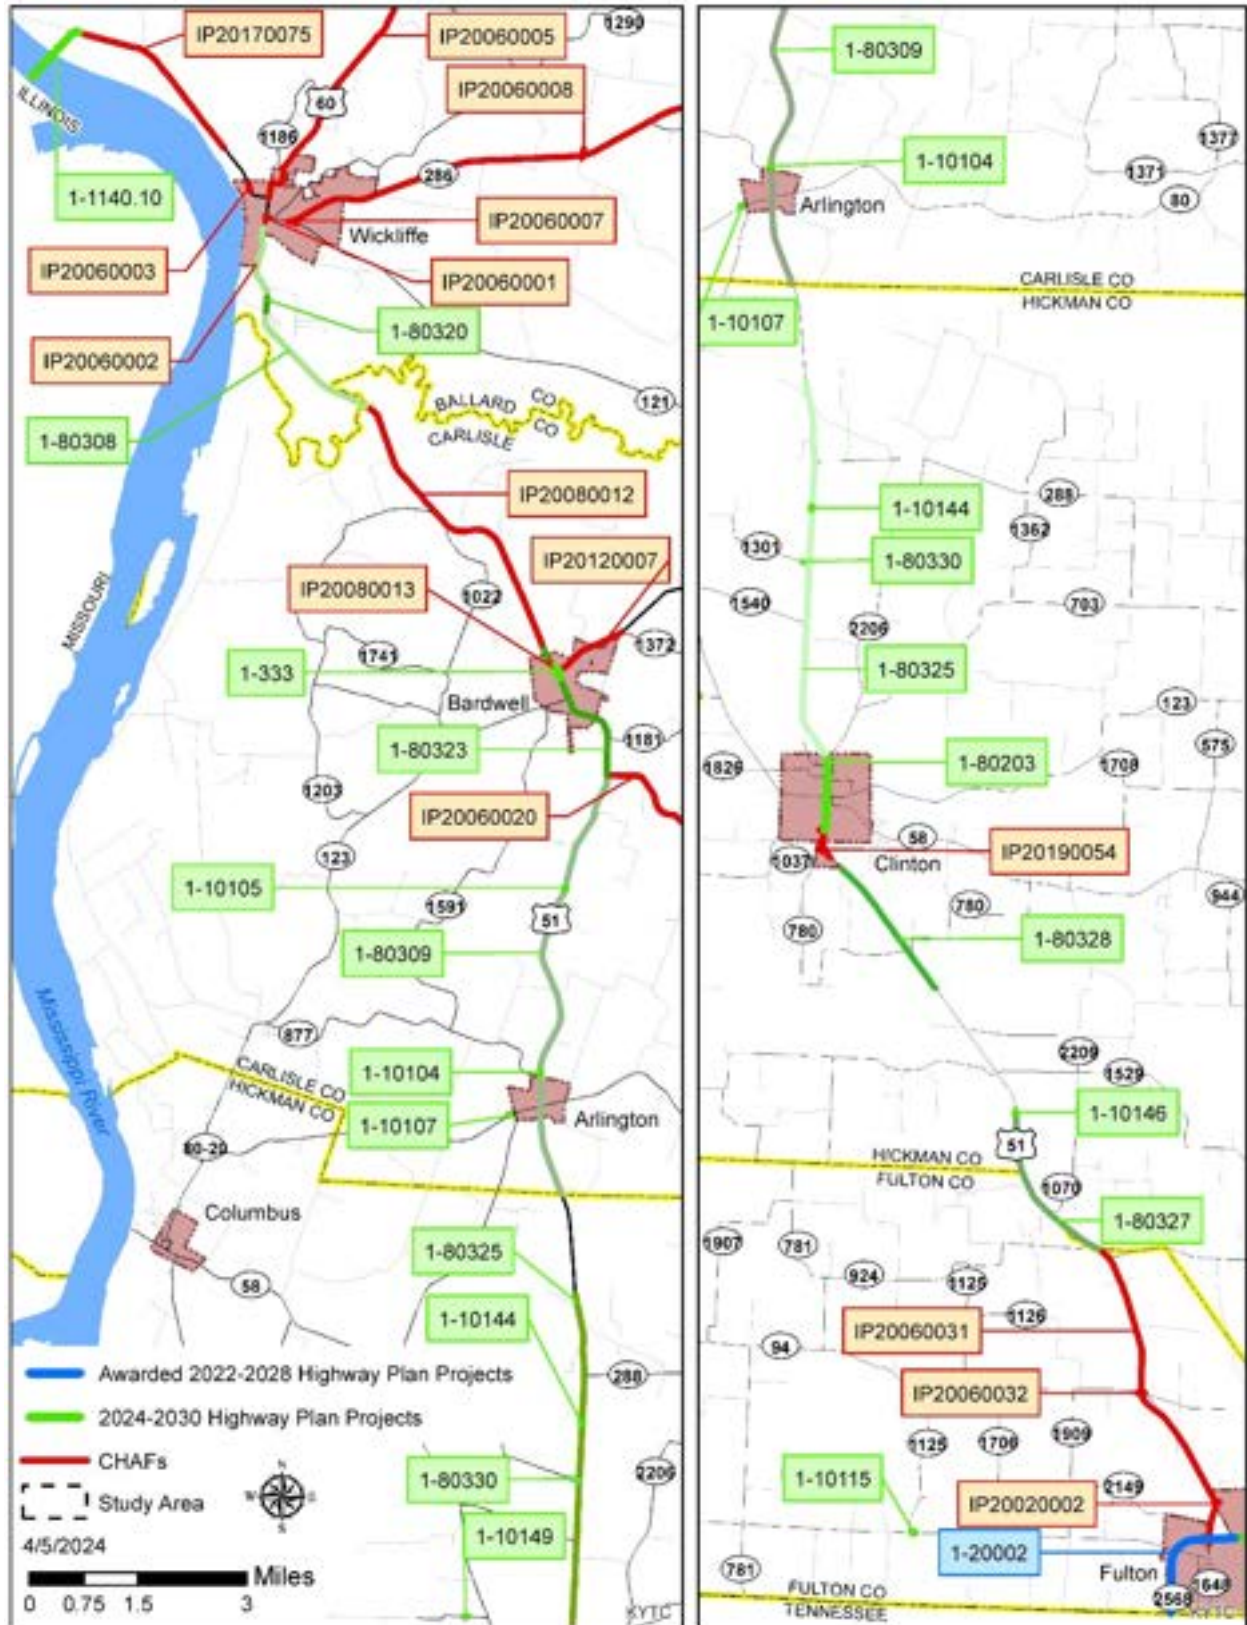 IP20170075
IP20060005
1290
IP20060008
60
1186
ILLINOIS
286
1-1140.10
IP20060007
Wickliffe
IP20060003
IP20060001
1-80320
IP20060002
121
BALLARD CO
CARLISLE CO
1-80308
IP20080012
IP20120007
IP20080013
1022
MISSOURI
1372
1741
1-333
Bardwell
1181
1-80323
1203
IP20060020
123
1-10105
1591
51
1-80309
Mississippi River
877
CARLISLE CO
HICKMAN CO
1-10104
1-10107
Arlington
80-20
Columbus
1-80325
58
1-10144
288
Awarded 2022-2028 Highway Plan Projects
2024-2030 Highway Plan Projects
CHAFs
N
W
E
S
Study Area
1-80330
2206
1-10149
4/5/2024
Miles
0 0.75 1.5 3
KYTC
1-80309
1377
1-10104
1371
80
Arlington
CARLISLE CO
HICKMAN CO
1-10107
1-10144
288
1362
1301
1-80330
1540
703
2206
1-80325
123
575
1826
1-80203
1708
58
IP20190054
1037
Clinton
944
780
780
1-80328
2209
1529
1-10146
51
HICKMAN CO
FULTON CO
1070
1-80327
1907
781
924
1125
1126
IP20060031
94
IP20060032
1125
1706
1909
1-10115
2149
IP20020002
1-20002
781
Fulton
1648
2568
FULTON CO
TENNESSEE
KYTC